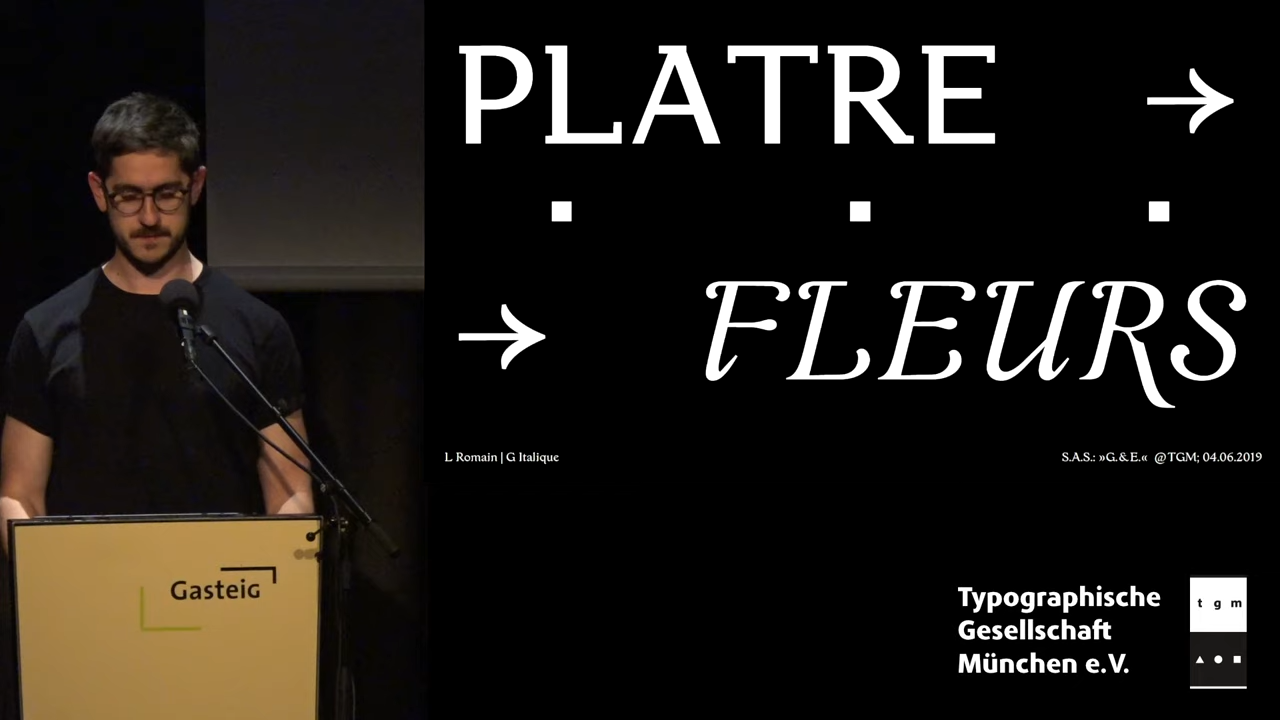 PLATRE →
→ FLEURS
L Romain | G Italique
S.A.S.: »G.&E.« @TGM; 04.06.2019
Gasteig
Typographische
Gesellschaft
München e.V.
t g m